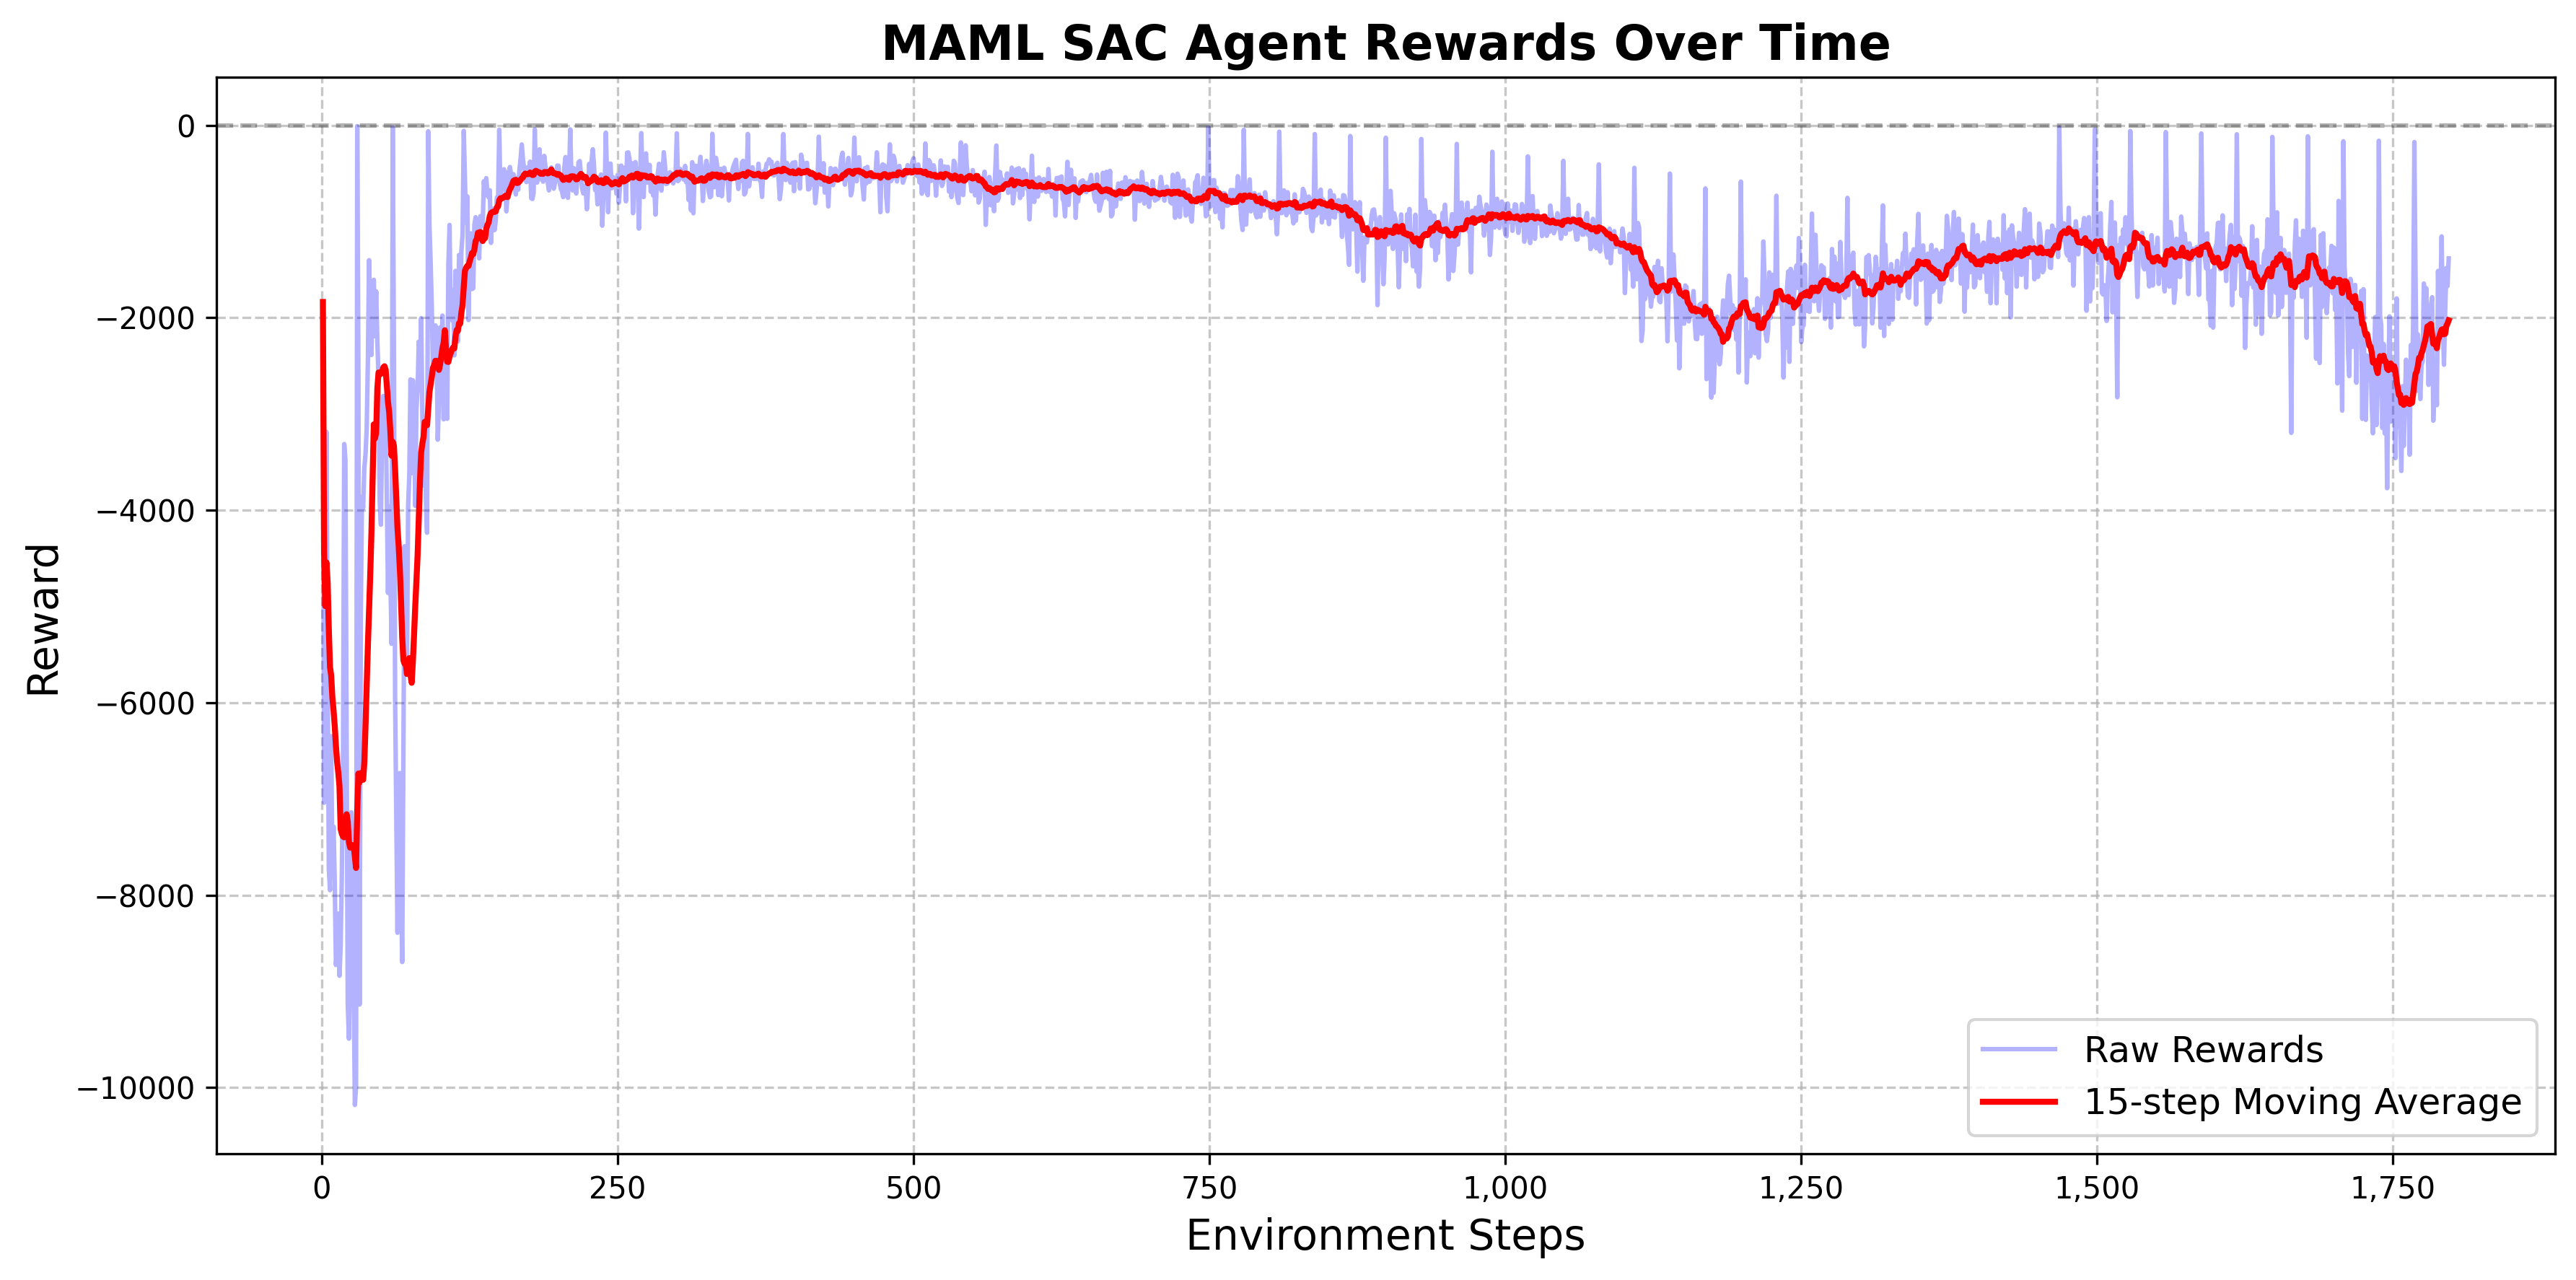 MAML SAC Agent Rewards Over Time
0
−2000
−4000
−6000
−8000
−10000
Reward
0
250
500
750
1,000
1,250
1,500
1,750
Environment Steps
Raw Rewards
15-step Moving Average